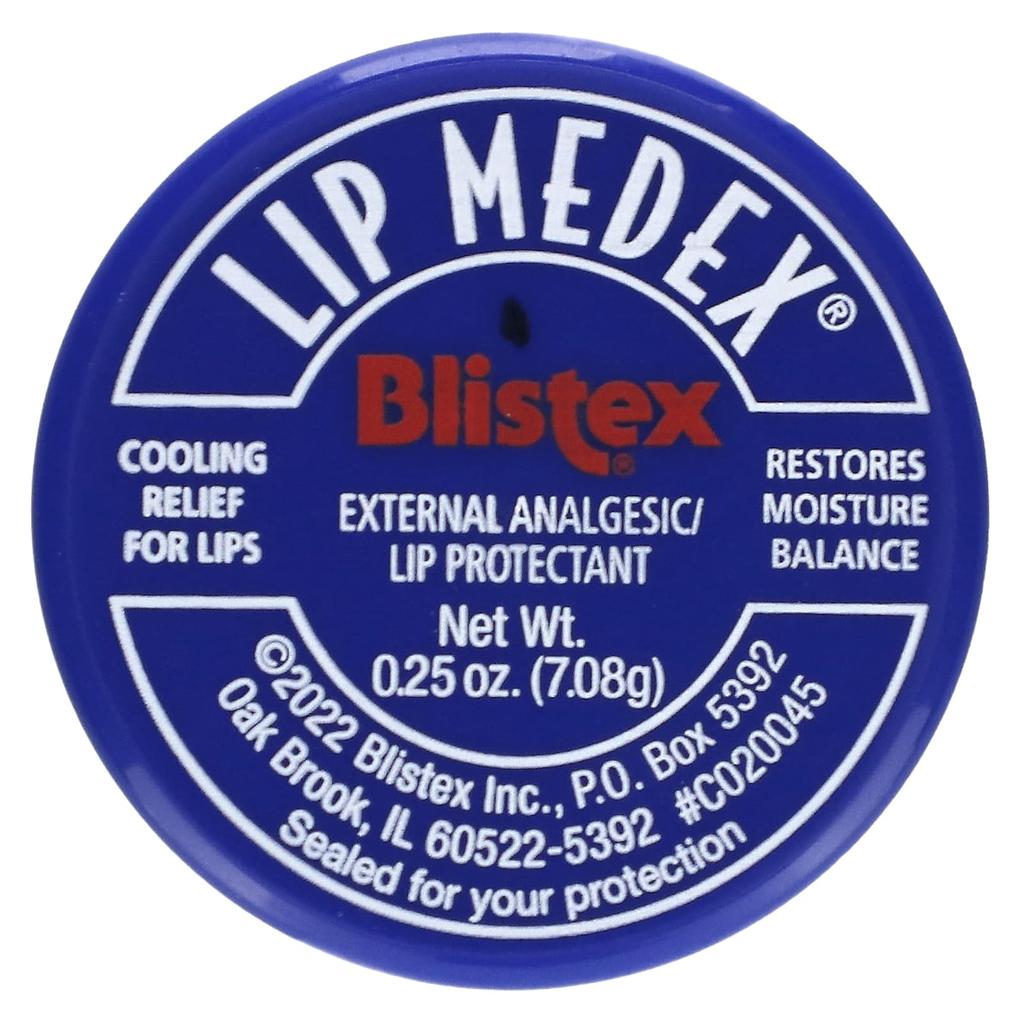 LIP MEDEX®
Blistex®
COOLING
RELIEF
FOR LIPS
EXTERNAL ANALGESIC/
LIP PROTECTANT
RESTORES
MOISTURE
BALANCE
Net Wt.
0.25 oz. (7.08g)
©2022 Blistex Inc., P.O. Box 5392
Oak Brook, IL 60522-5392 #C020045
Sealed for your protection